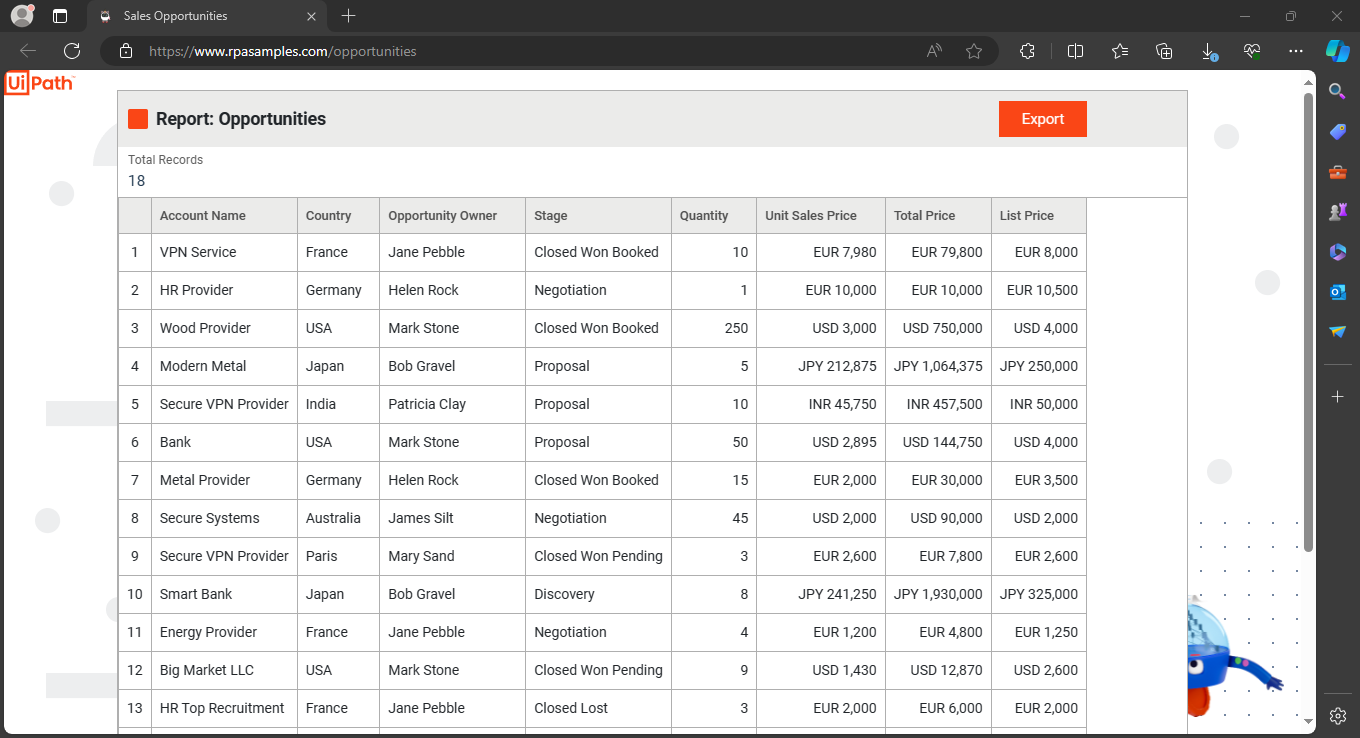 Sales Opportunities
https://www.rpasamples.com/opportunities
UiPath
Report: Opportunities
Export
Total Records
18
Account Name Country Opportunity Owner Stage Quantity Unit Sales Price Total Price List Price
1 VPN Service France Jane Pebble Closed Won Booked 10 EUR 7,980 EUR 79,800 EUR 8,000
2 HR Provider Germany Helen Rock Negotiation 1 EUR 10,000 EUR 10,000 EUR 10,500
3 Wood Provider USA Mark Stone Closed Won Booked 250 USD 3,000 USD 750,000 USD 4,000
4 Modern Metal Japan Bob Gravel Proposal 5 JPY 212,875 JPY 1,064,375 JPY 250,000
5 Secure VPN Provider India Patricia Clay Proposal 10 INR 45,750 INR 457,500 INR 50,000
6 Bank USA Mark Stone Proposal 50 USD 2,895 USD 144,750 USD 4,000
7 Metal Provider Germany Helen Rock Closed Won Booked 15 EUR 2,000 EUR 30,000 EUR 3,500
8 Secure Systems Australia James Silt Negotiation 45 USD 2,000 USD 90,000 USD 2,000
9 Secure VPN Provider Paris Mary Sand Closed Won Pending 3 EUR 2,600 EUR 7,800 EUR 2,600
10 Smart Bank Japan Bob Gravel Discovery 8 JPY 241,250 JPY 1,930,000 JPY 325,000
11 Energy Provider France Jane Pebble Negotiation 4 EUR 1,200 EUR 4,800 EUR 1,250
12 Big Market LLC USA Mark Stone Closed Won Pending 9 USD 1,430 USD 12,870 USD 2,600
13 HR Top Recruitment France Jane Pebble Closed Lost 3 EUR 2,000 EUR 6,000 EUR 2,000